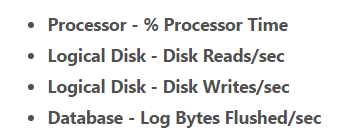 • Processor - % Processor Time
• Logical Disk - Disk Reads/sec
• Logical Disk - Disk Writes/sec
• Database - Log Bytes Flushed/sec